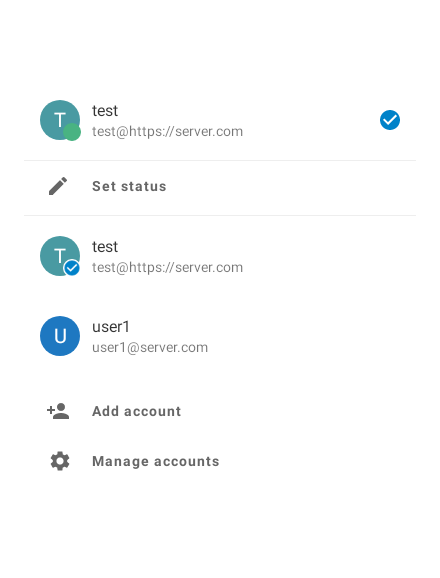 T
test
test@https://server.com
Set status
T
test
test@https://server.com
U
user1
user1@server.com
Add account
Manage accounts